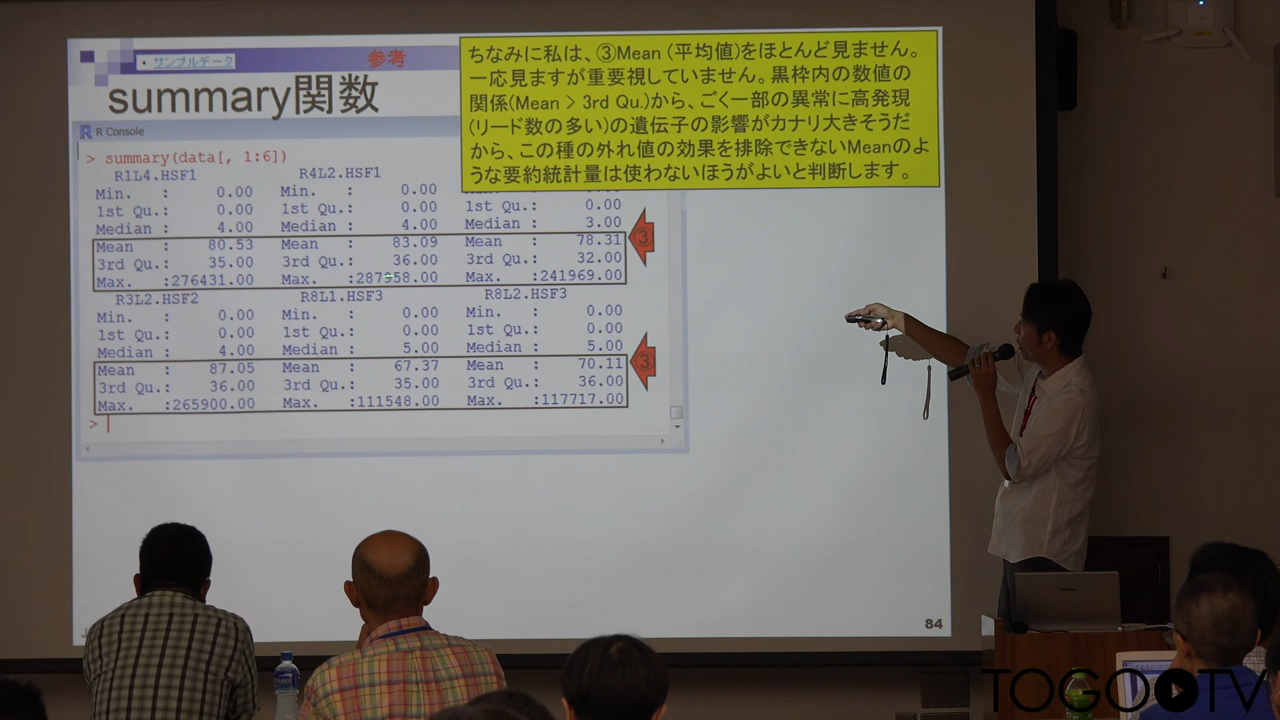 • サンプルデータ
参考
summary関数
ちなみに私は、③Mean (平均値)をほとんど見ません。
一応見ますが重要視していません。黒枠内の数値の
関係(Mean > 3rd Qu.)から、ごく一部の異常に高発現
(リード数の多い)の遺伝子の影響がカナリ大きそうだ
から、この種の外れ値の効果を排除できないMeanのよ
うな要約統計量は使わないほうがよいと判断します。
R Console
> summary(data[, 1:6])
R1L4.HSF1 R4L2.HSF1
Min. : 0.00 Min. : 0.00
1st Qu.: 0.00 1st Qu.: 0.00 1st Qu.: 0.00
Median : 4.00 Median : 4.00 Median : 3.00
Mean : 80.53 Mean : 83.09 Mean : 78.31 ③
3rd Qu.: 35.00 3rd Qu.: 36.00 3rd Qu.: 32.00
Max. :276431.00 Max. :287958.00 Max. :241969.00
R3L2.HSF2 R8L1.HSF3 R8L2.HSF3
Min. : 0.00 Min. : 0.00 Min. : 0.00
1st Qu.: 0.00 1st Qu.: 0.00 1st Qu.: 0.00
Median : 4.00 Median : 5.00 Median : 5.00
Mean : 87.05 Mean : 67.37 Mean : 70.11 ③
3rd Qu.: 36.00 3rd Qu.: 35.00 3rd Qu.: 36.00
Max. :265900.00 Max. :111548.00 Max. :117717.00
>
84
TOGOTV